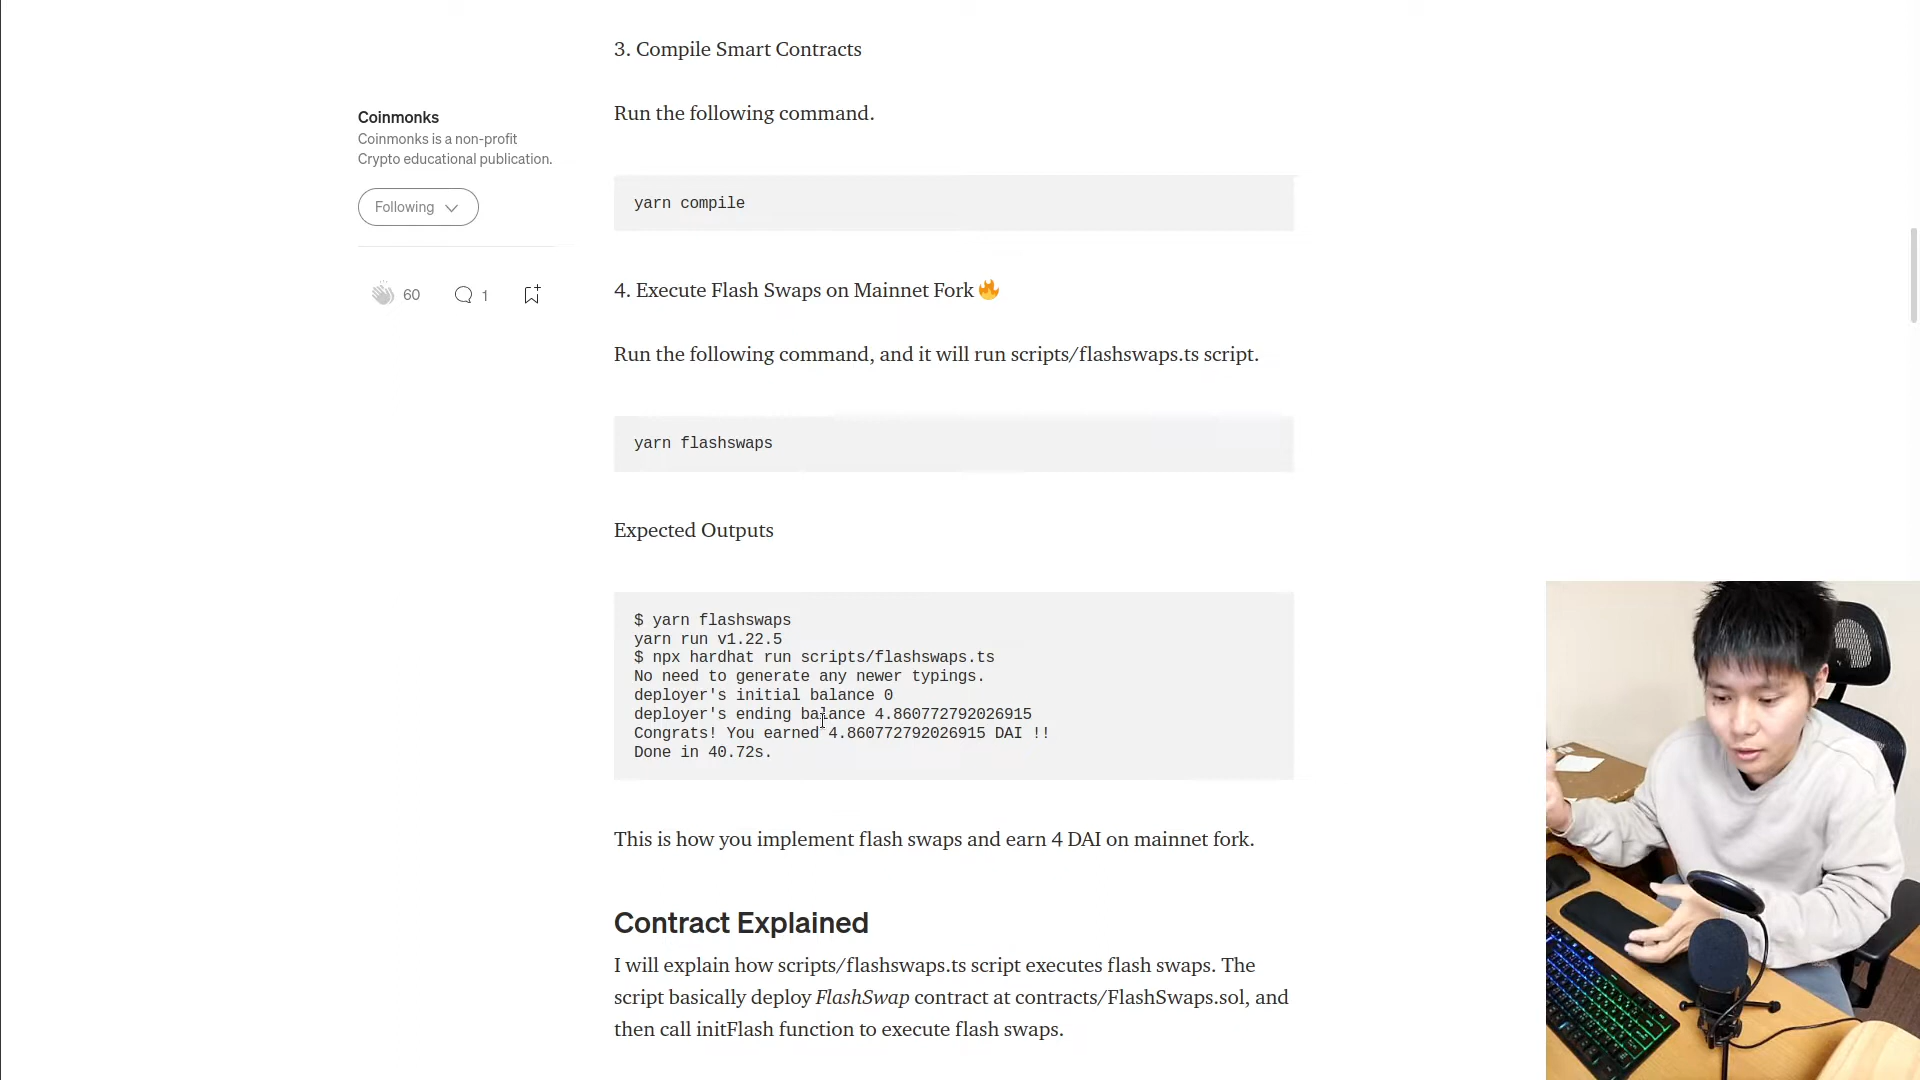 3. Compile Smart Contracts
Run the following command.
Coinmonks
Coinmonks is a non-profit
Crypto educational publication.
Following
60
1
yarn compile
4. Execute Flash Swaps on Mainnet Fork 🔥
Run the following command, and it will run scripts/flashswaps.ts script.
yarn flashswaps
Expected Outputs
$ yarn flashswaps
yarn run v1.22.5
$ npx hardhat run scripts/flashswaps.ts
No need to generate any newer typings.
deployer's initial balance 0
deployer's ending balance 4.860772792026915
Congrats! You earned 4.860772792026915 DAI !!
Done in 40.72s.
This is how you implement flash swaps and earn 4 DAI on mainnet fork.
Contract Explained
I will explain how scripts/flashswaps.ts script executes flash swaps. The
script basically deploy FlashSwap contract at contracts/FlashSwaps.sol, and
then call initFlash function to execute flash swaps.